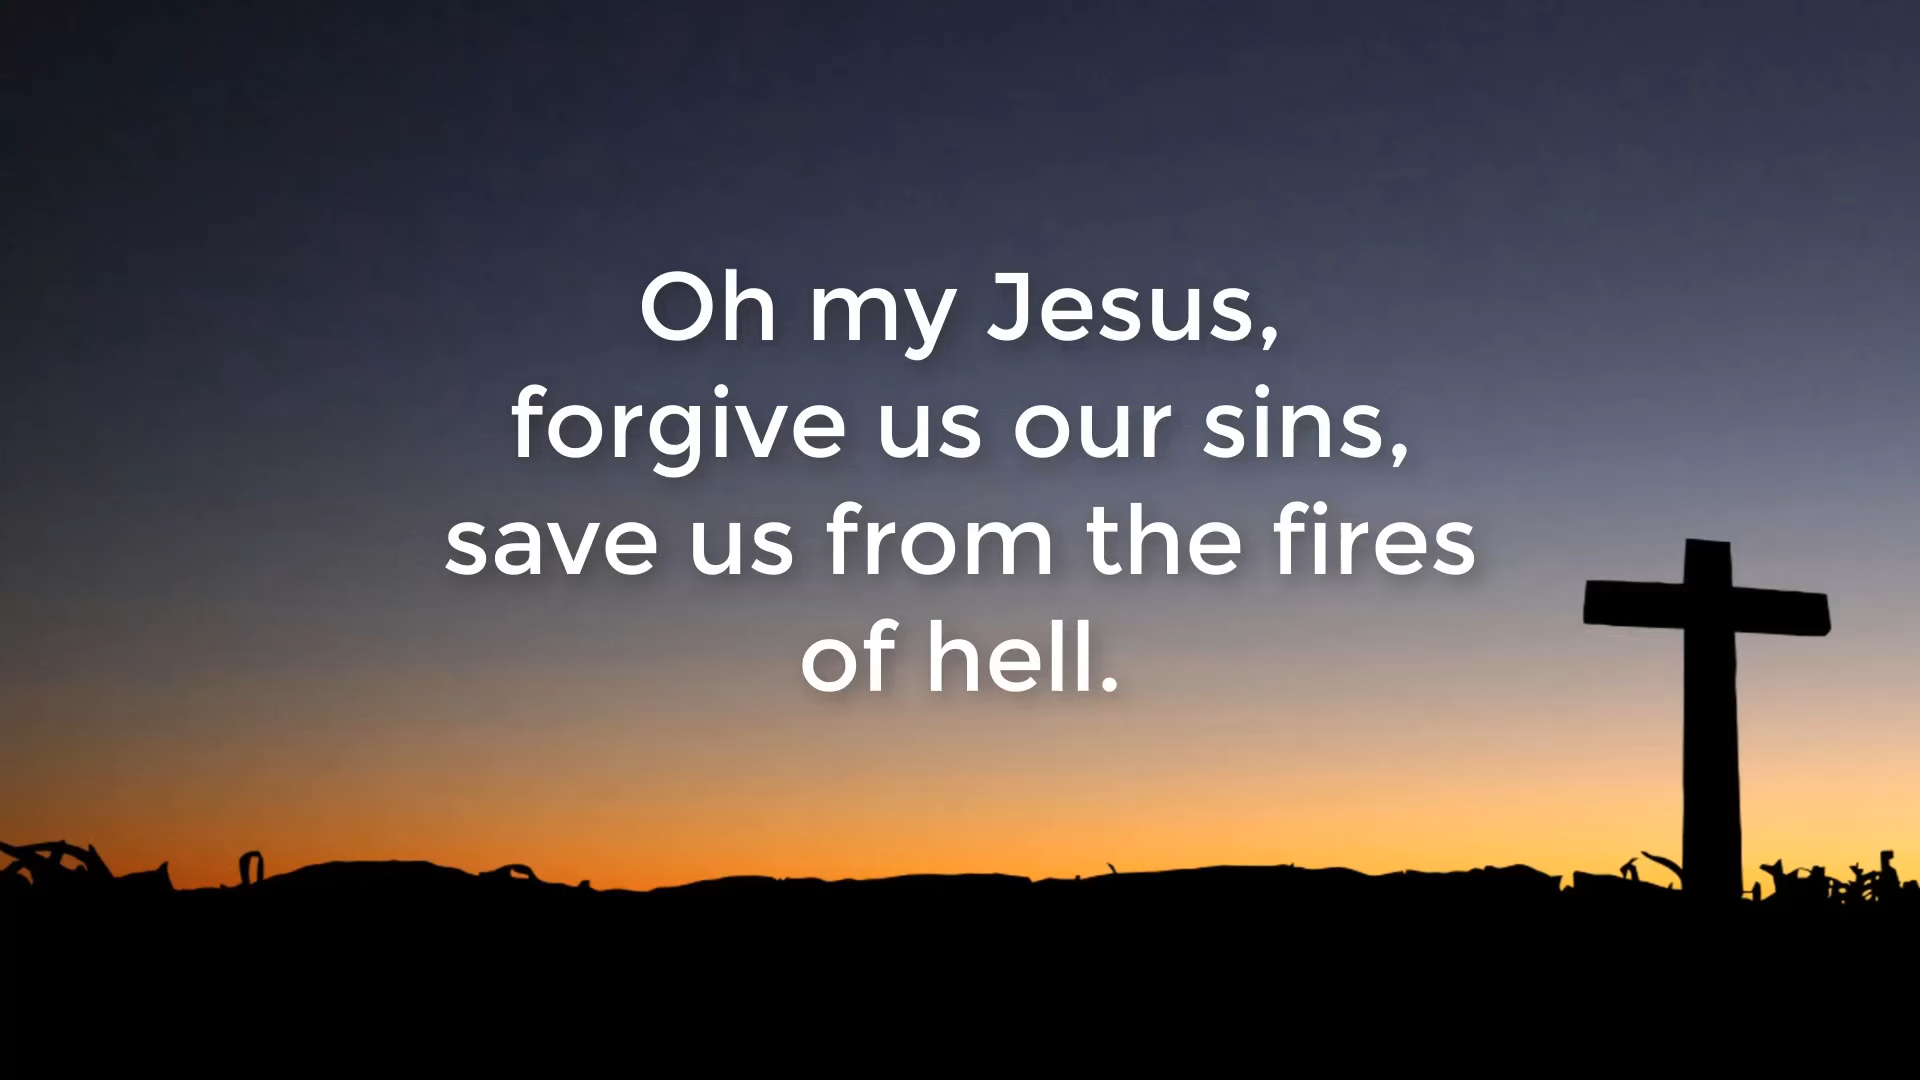 Oh my Jesus,
forgive us our sins,
save us from the fires
of hell.